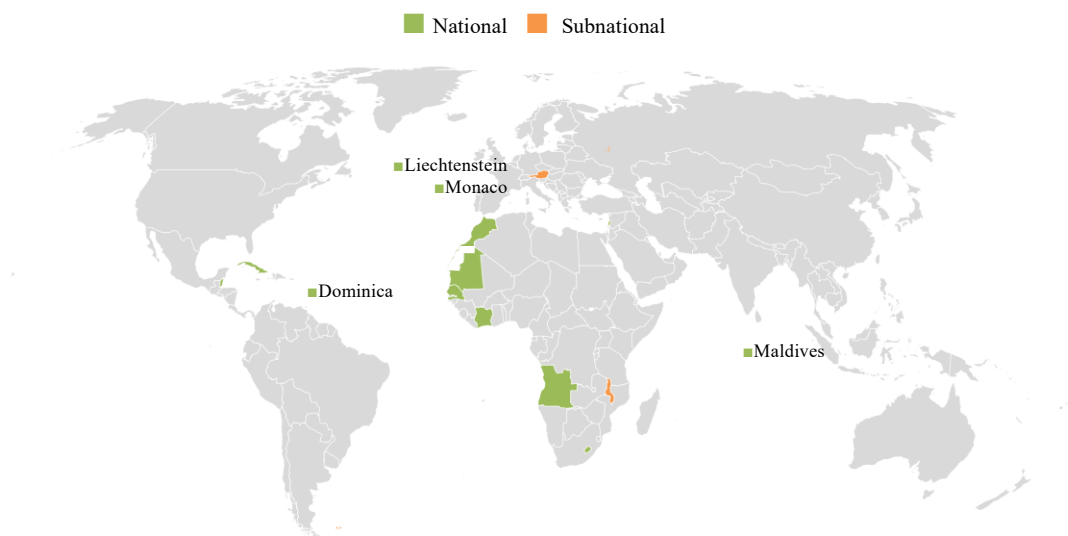 National Subnational
Liechtenstein
Monaco
Dominica
Maldives